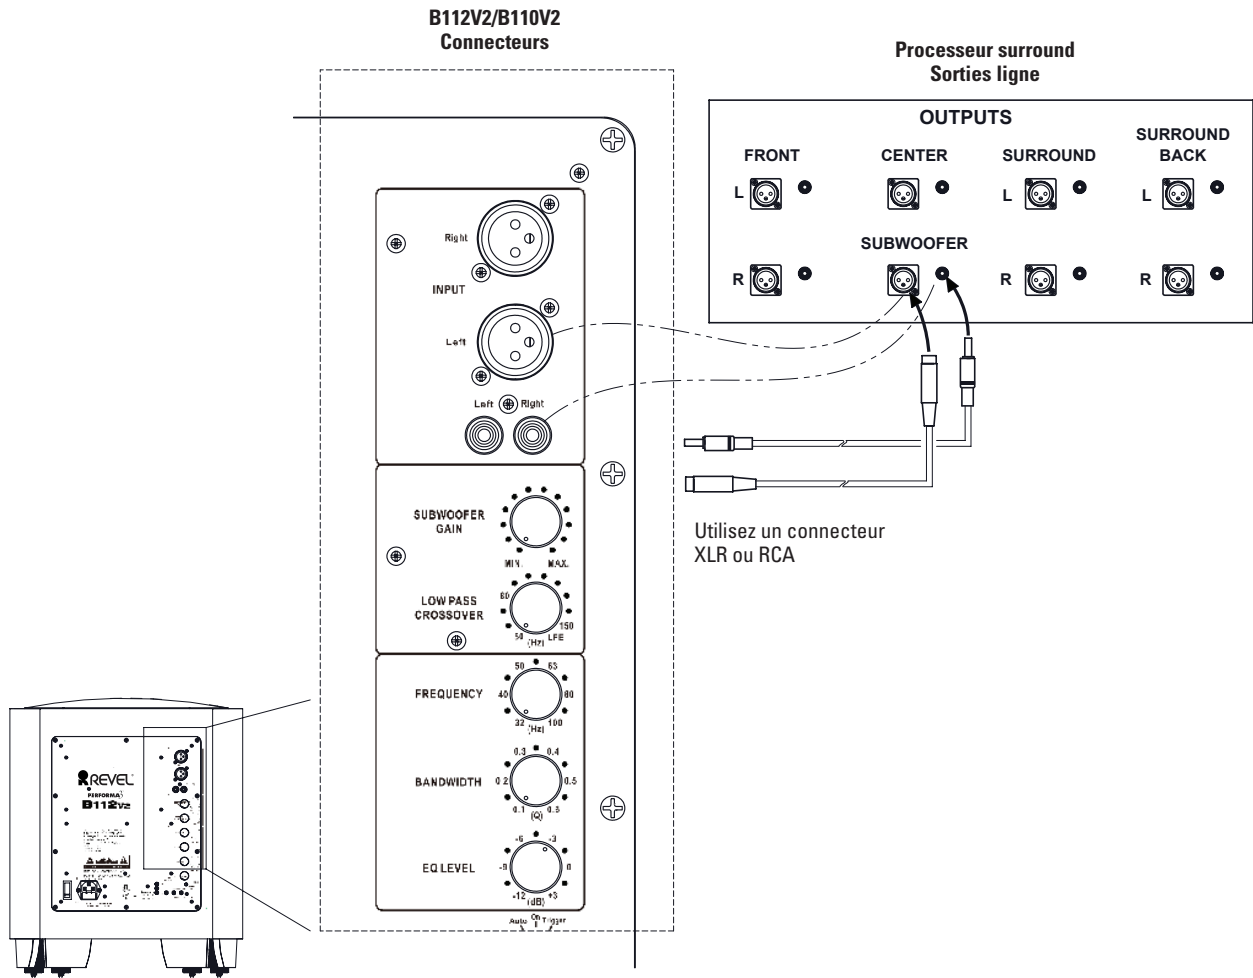 B112V2/B110V2
Connecteurs
Processeur surround
Sorties ligne
OUTPUTS
FRONT
CENTER
SURROUND
SURROUND
BACK
L
L
L
SUBWOOFER
R
R
R
Right
INPUT
Left
Left
Right
SUBWOOFER
GAIN
MIN.
MAX.
LOW PASS
CROSSOVER
80
50
(Hz)
LFE
150
FREQUENCY
50
63
40
80
32
(Hz)
100
BANDWIDTH
0.3
0.4
0.2
0.5
0.1
(Q)
0.6
EQ LEVEL
-6
-3
-9
0
-12
(dB)
+3
Auto
On
Trigger
Utilisez un connecteur
XLR ou RCA
REVEL
PERFORMA3
B112V2